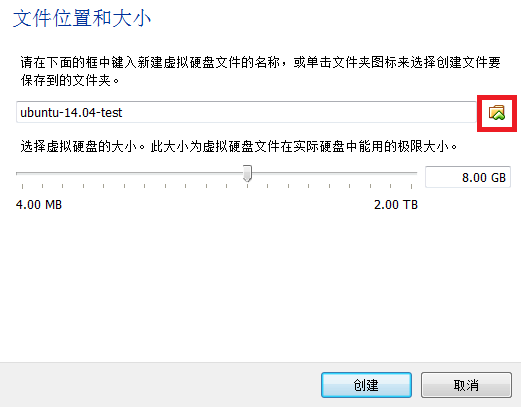 文件位置和大小
请在下面的框中键入新建虚拟硬盘文件的名称，或单击文件夹图标来选择创建文件要
保存到的文件夹。
ubuntu-14.04-test
选择虚拟硬盘的大小。此大小为虚拟硬盘文件在实际硬盘中能用的极限大小。
8.00 GB
4.00 MB 2.00 TB
创建 取消